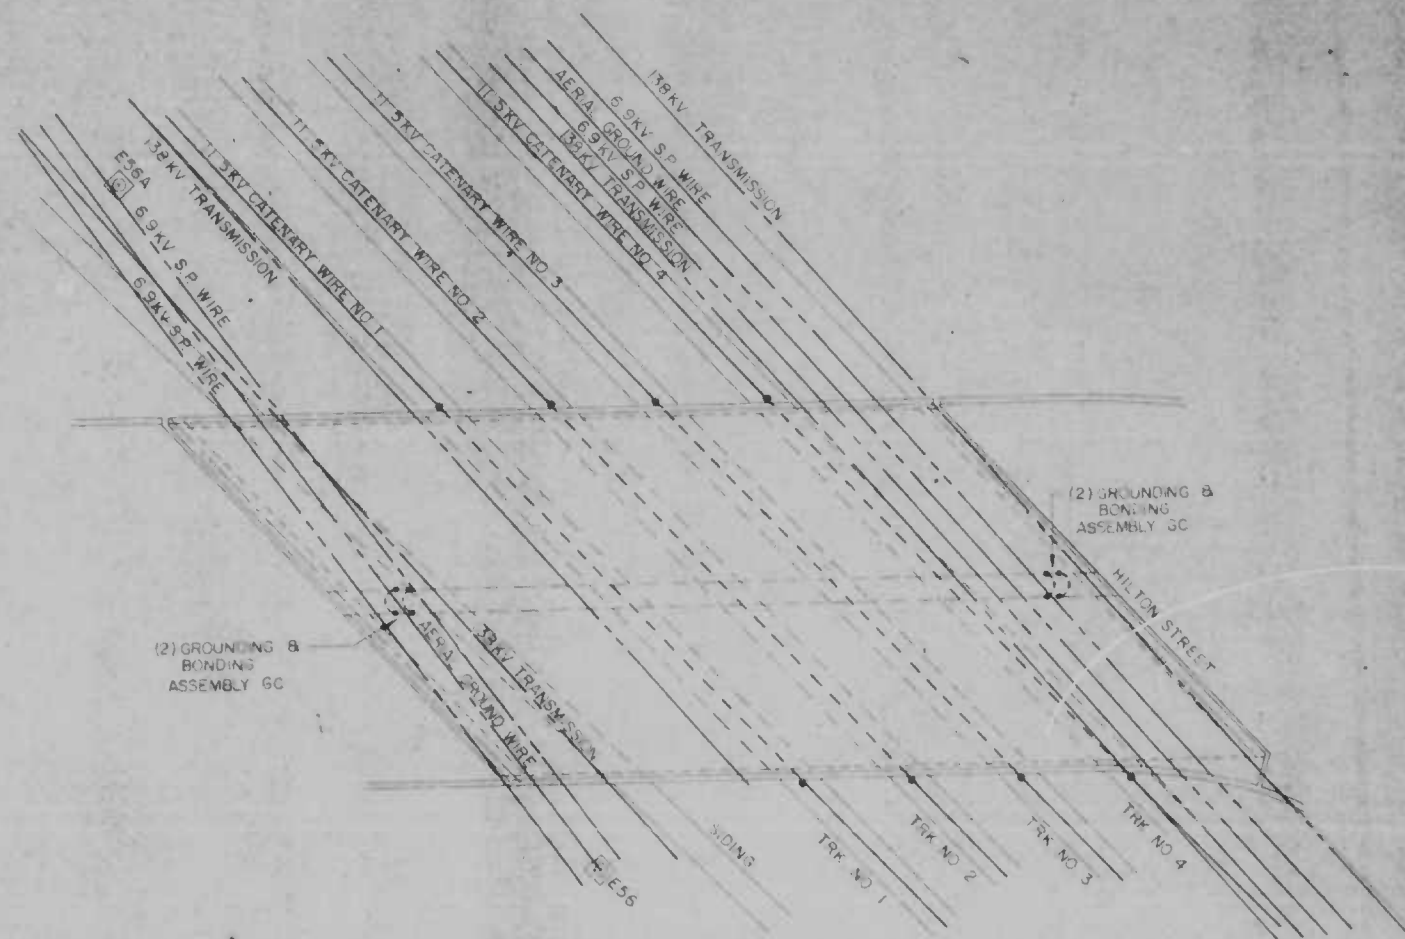 138KV TRANSMISSION
6.9KV S.P. WIRE
AERIAL GROUND WIRE
6.9KV S.P. WIRE
138KV TRANSMISSION
11.5KV CATENARY WIRE NO. 4
11.5KV CATENARY WIRE NO. 3
11.5KV CATENARY WIRE NO. 2
11.5KV CATENARY WIRE NO. 1
138KV TRANSMISSION
E56A
6.9KV S.P. WIRE
6.9KV S.P. WIRE
(2) GROUNDING &
BONDING
ASSEMBLY GC
HILTON STREET
(2) GROUNDING &
BONDING
ASSEMBLY GC
138KV TRANSMISSION
AERIAL GROUND WIRE
E56
SIDING
TRK NO 1
TRK NO 2
TRK NO 3
TRK NO 4